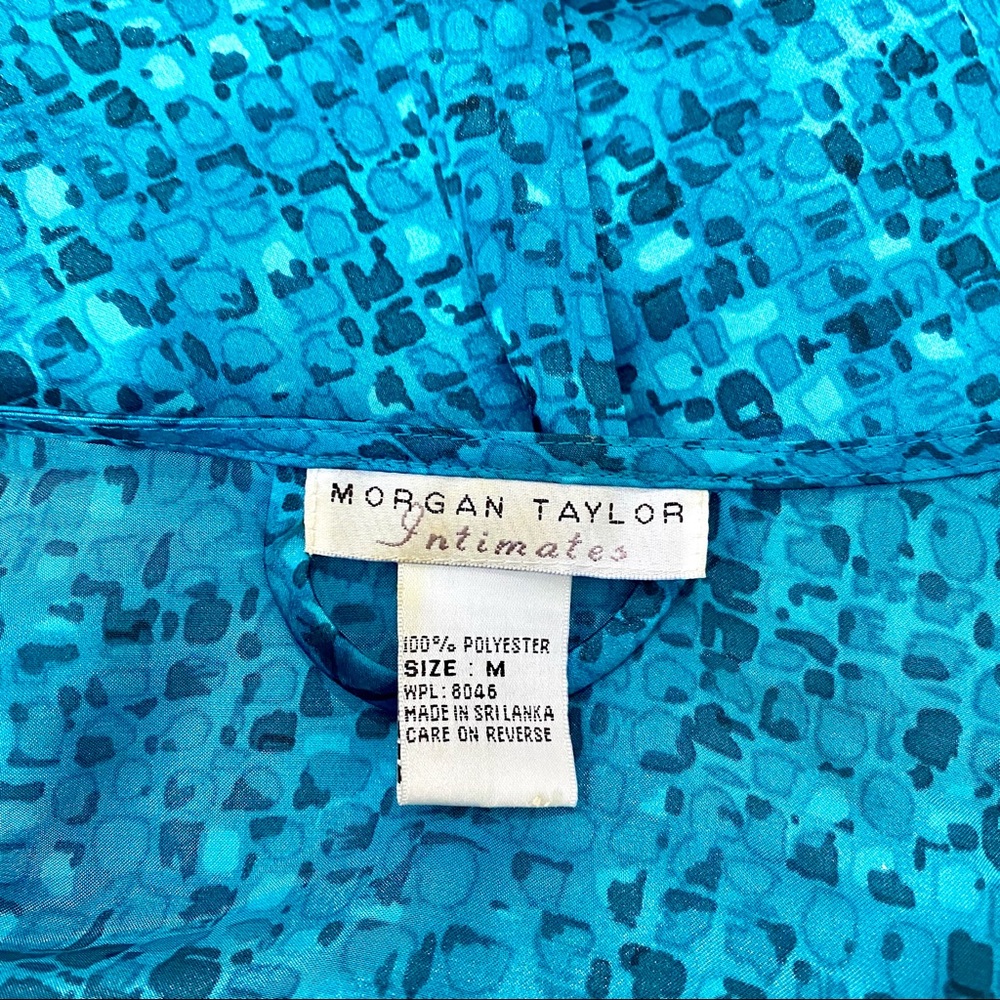 MORGAN TAYLOR
Intimates
100% POLYESTER
SIZE : M
WPL: 8046
MADE IN SRI LANKA
CARE ON REVERSE